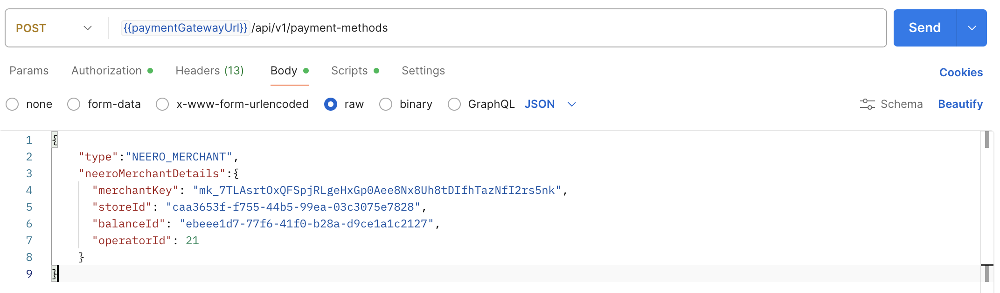 POST {{paymentGatewayUrl}}/api/v1/payment-methods Send
Params Authorization Headers (13) Body Scripts Settings Cookies
none form-data x-www-form-urlencoded raw binary GraphQL JSON Schema Beautify
1 {
2 "type":"NEERO_MERCHANT",
3 "neeroMerchantDetails":{
4 "merchantKey": "mk_7TLAsrtOxQFSpjRLgeHxGp0Aee8Nx8Uh8tDIfhTazNfI2rs5nk",
5 "storeId": "caa3653f-f755-44b5-99ea-03c3075e7828",
6 "balanceId": "ebeee1d7-77f6-41f0-b28a-d9ce1a1c2127",
7 "operatorId": 21
8 }
9 }